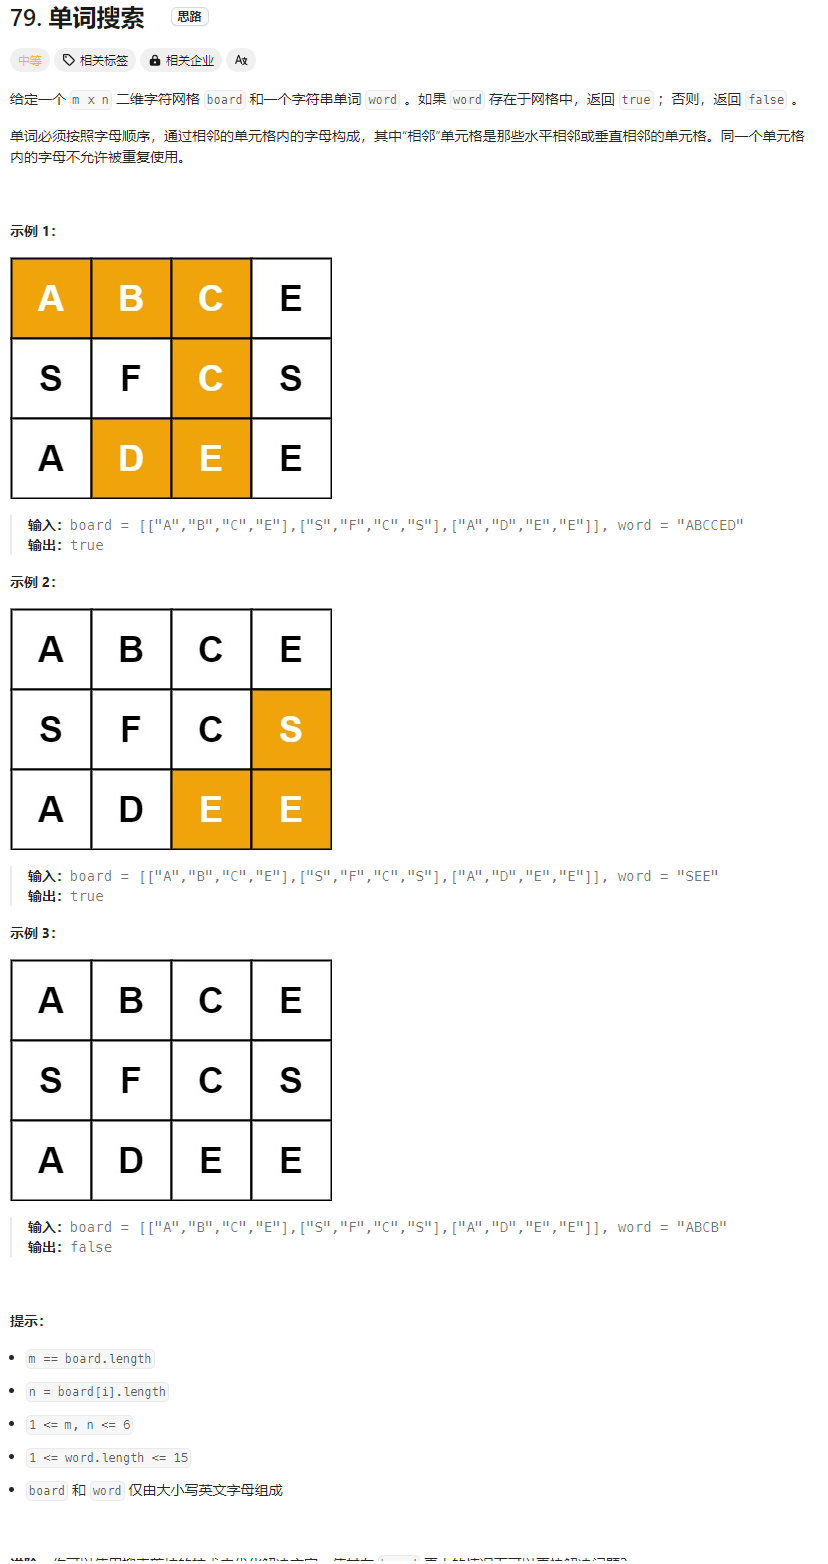 79. 单词搜索 思路
中等 相关标签 相关企业 Aな
给定一个 m x n 二维字符网格 board 和一个字符串单词 word 。如果 word 存在于网格中，返回 true ；否则，返回 false 。
单词必须按照字母顺序，通过相邻的单元格内的字母构成，其中“相邻”单元格是那些水平相邻或垂直相邻的单元格。同一个单元格
内的字母不允许被重复使用。
示例 1：
A B C E
S F C S
A D E E
输入：board = [["A","B","C","E"],["S","F","C","S"],["A","D","E","E"]], word = "ABCCED"
输出：true
示例 2：
A B C E
S F C S
A D E E
输入：board = [["A","B","C","E"],["S","F","C","S"],["A","D","E","E"]], word = "SEE"
输出：true
示例 3：
A B C E
S F C S
A D E E
输入：board = [["A","B","C","E"],["S","F","C","S"],["A","D","E","E"]], word = "ABCB"
输出：false
提示：
m == board.length
n = board[i].length
1 <= m, n <= 6
1 <= word.length <= 15
board 和 word 仅由大小写英文字母组成